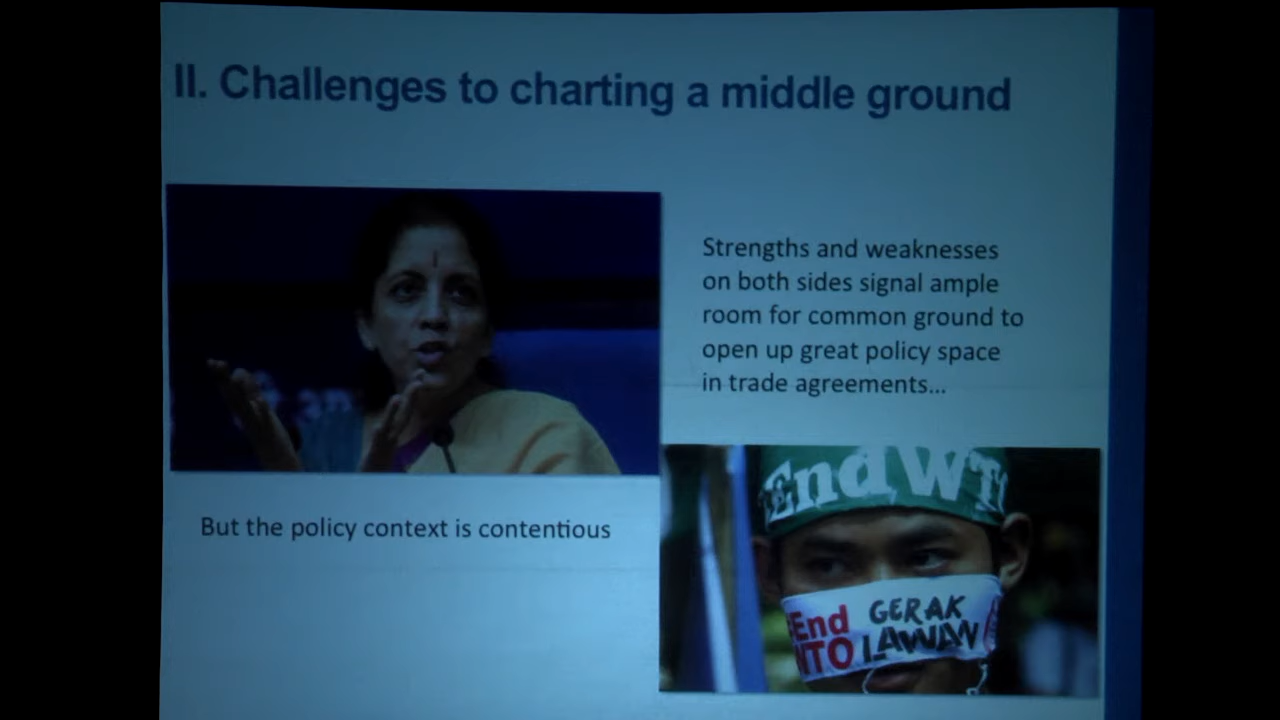 II. Challenges to charting a middle ground
Strengths and weaknesses
on both sides signal ample
room for common ground to
open up great policy space
in trade agreements...
But the policy context is contentious
End WTO
End
WTO
GERAK
LAWAN